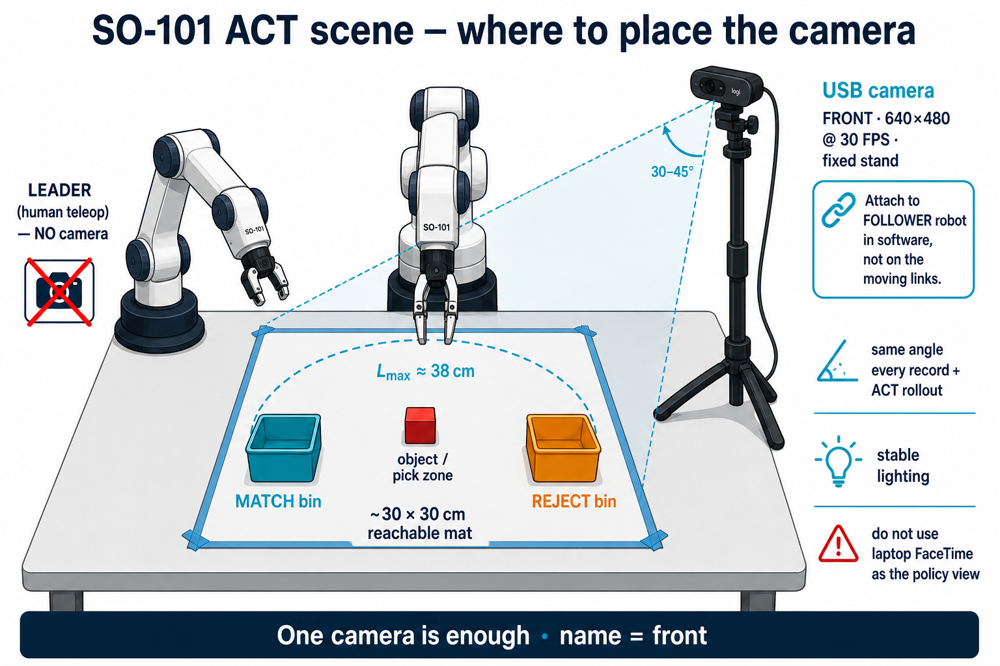 SO-101 ACT scene – where to place the camera
logi
USB camera
FRONT · 640×480
@ 30 FPS ·
fixed stand
30–45°
LEADER
(human teleop)
— NO camera
SO-101
SO-101
Attach to
FOLLOWER robot
in software,
not on the
moving links.
Lmax ≈ 38 cm
object /
pick zone
MATCH bin
REJECT bin
~30 × 30 cm
reachable mat
same angle
every record +
ACT rollout
stable
lighting
do not use
laptop FaceTime
as the policy view
One camera is enough · name = front